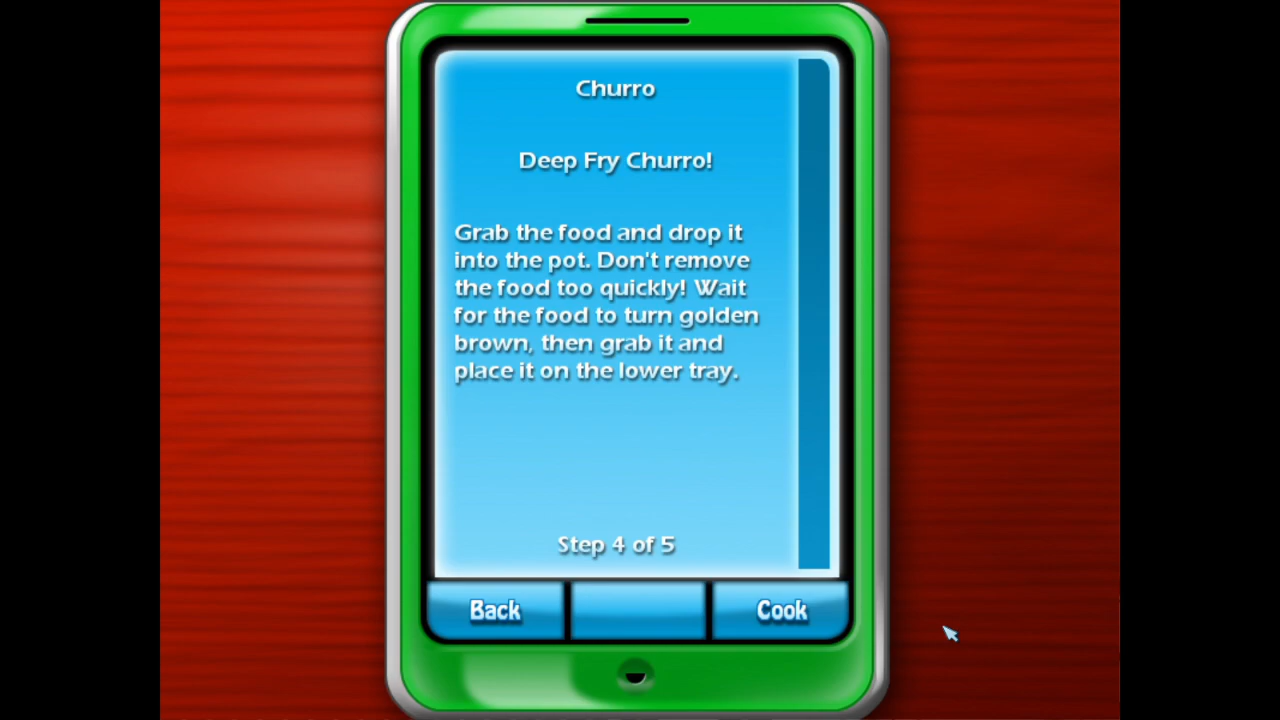 Churro
Deep Fry Churro!
Grab the food and drop it
into the pot. Don't remove
the food too quickly! Wait
for the food to turn golden
brown, then grab it and
place it on the lower tray.
Step 4 of 5
Back
Cook